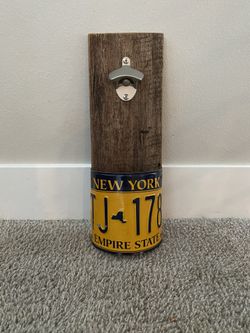 NEW YORK
TJ 178
EMPIRE STATE